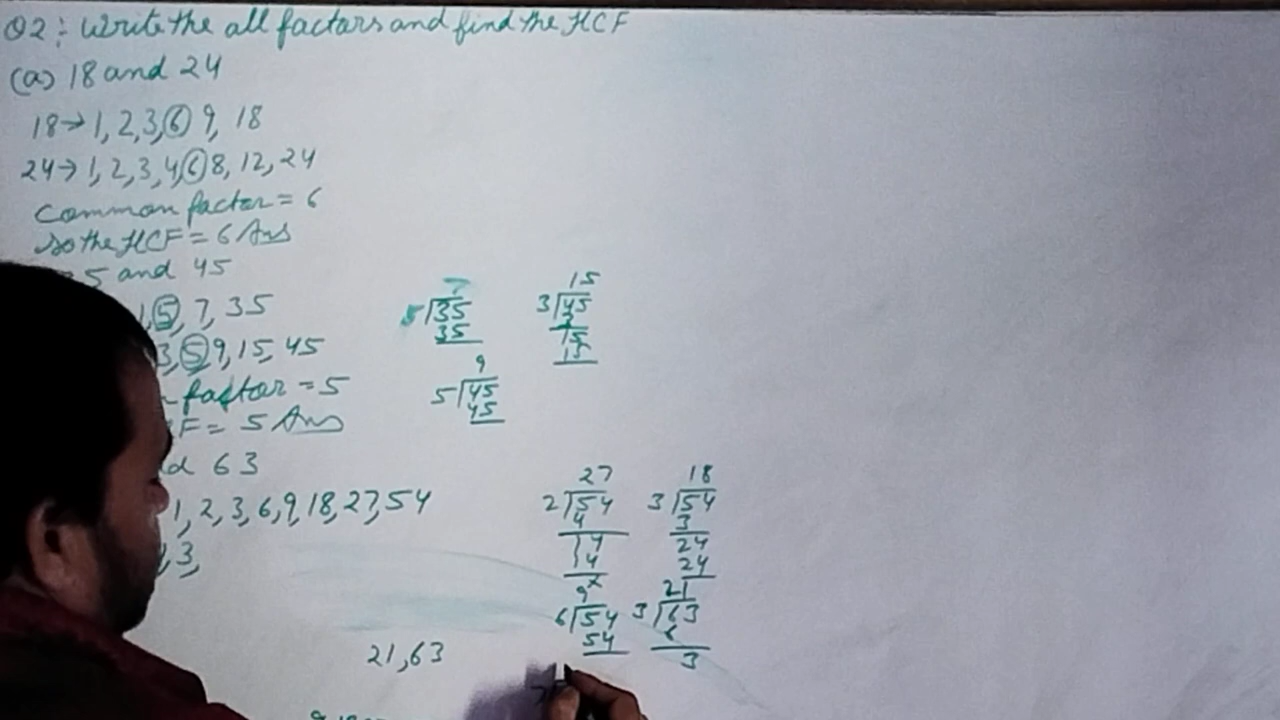 Q2:- Write the all factors and find the HCF
(a) 18 and 24
18→ 1, 2, 3, 6, 9, 18
24→ 1, 2, 3, 4, 6, 8, 12, 24
Common factor = 6
So the HCF = 6 Ans
5 and 45
1, 5, 7, 35
3, 5, 9, 15, 45
factor = 5
F = 5 Ans
d 63
1, 2, 3, 6, 9, 18, 27, 54
3,
21, 63
7
5 35
35
15
3 45
3
15
15
9
5 45
45
27
2 54
4
14
14
×
18
3 54
3
24
24
9
6 54
54
21
3 63
6
3